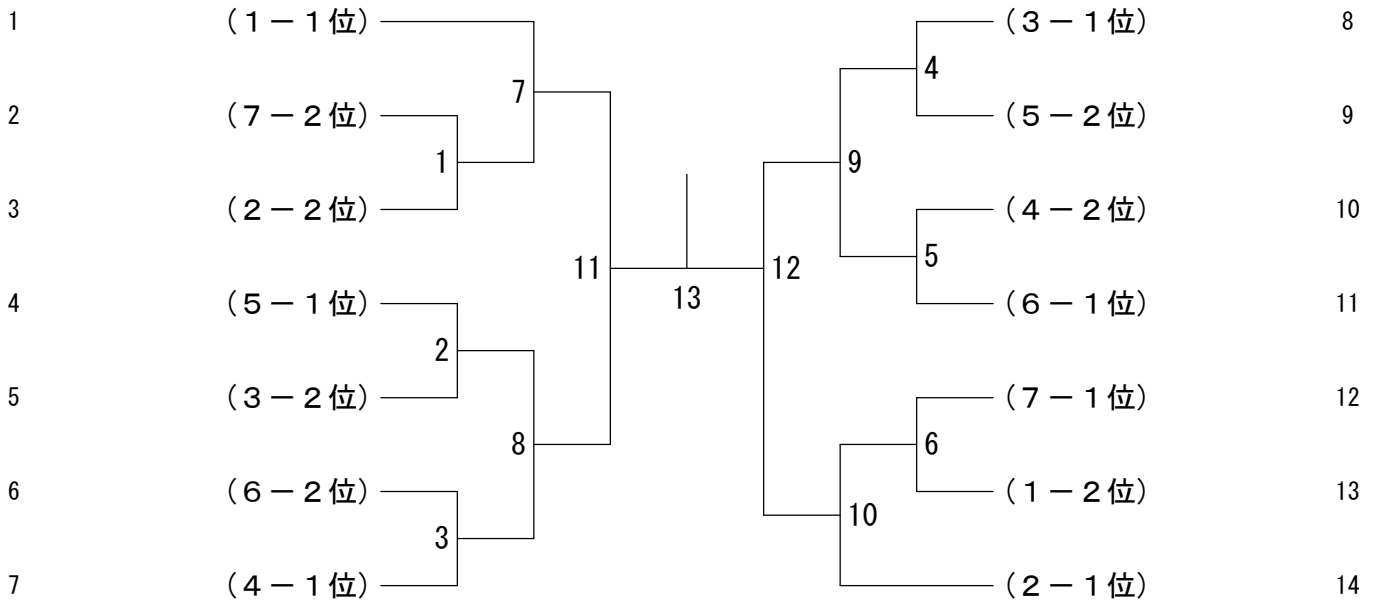 1 （1－1位） （3－1位） 8
7 4
2 （7－2位） （5－2位） 9
1 9
3 （2－2位） （4－2位） 10
11 12 5
13
4 （5－1位） （6－1位） 11
2
5 （3－2位） （7－1位） 12
8 6
6 （6－2位） （1－2位） 13
3 10
7 （4－1位） （2－1位） 14